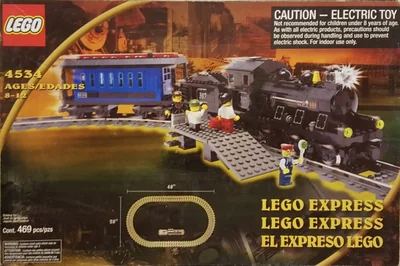 LEGO
CAUTION — ELECTRIC TOY
Not recommended for children under 8 years of age.
As with all electric products, precautions should
be observed during handling and use to prevent
electric shock. For indoor use only.
4534
AGES/EDADES
8-12
48"
28"
Cont. 469 pcs/pzs
LEGO EXPRESS
LEGO EXPRESS
EL EXPRESO LEGO